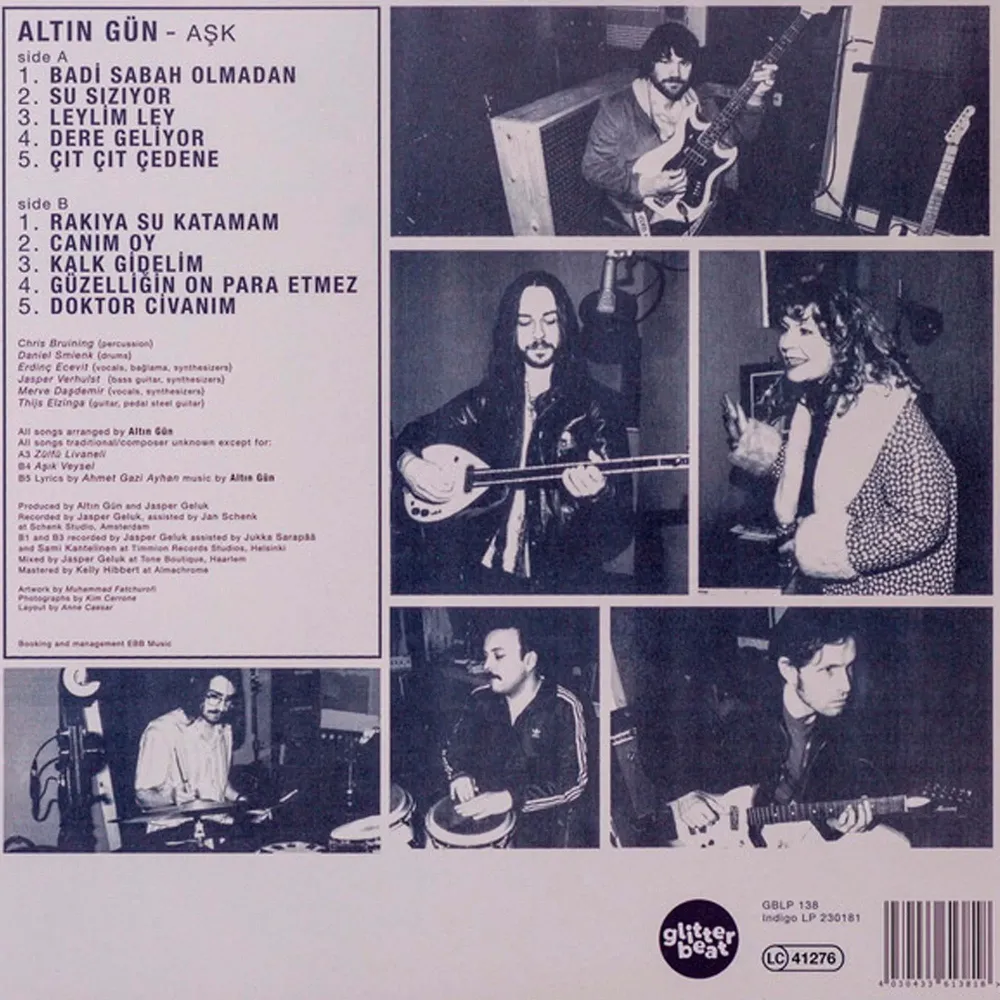 ALTIN GÜN - AŞK
side A
1. BADİ SABAH OLMADAN
2. SU SIZIYOR
3. LEYLİM LEY
4. DERE GELİYOR
5. ÇIT ÇIT ÇEDENE
side B
1. RAKIYA SU KATAMAM
2. CANIM OY
3. KALK GİDELİM
4. GÜZELLİĞİN ON PARA ETMEZ
5. DOKTOR CİVANIM
Chris Bruining (percussion)
Daniel Smienk (drums)
Erdinç Ecevit (vocals, bağlama, synthesizers)
Jasper Verhulst (bass guitar, synthesizers)
Merve Daşdemir (vocals, synthesizers)
Thijs Elzinga (guitar, pedal steel guitar)
All songs arranged by Altın Gün
All songs traditional/composer unknown except for:
A3 Zülfü Livaneli
B4 Aşık Veysel
B5 Lyrics by Ahmet Gazi Ayhan music by Altın Gün
Produced by Altın Gün and Jasper Geluk
Recorded by Jasper Geluk, assisted by Jan Schenk
at Schenk Studio, Amsterdam
B1 and B3 recorded by Jasper Geluk assisted by Jukka Sarapää
and Sami Kantelinen at Timmion Records Studios, Helsinki
Mixed by Jasper Geluk at Tone Boutique, Haarlem
Mastered by Kelly Hibbert at Almachrome
Artwork by Muhammad Fatchurofi
Photographs by Kim Cerrone
Layout by Anne Caesar
Booking and management EBB Music
glitter
beat
GBLP 138
Indigo LP 230181
LC 41276
4 030433 613818